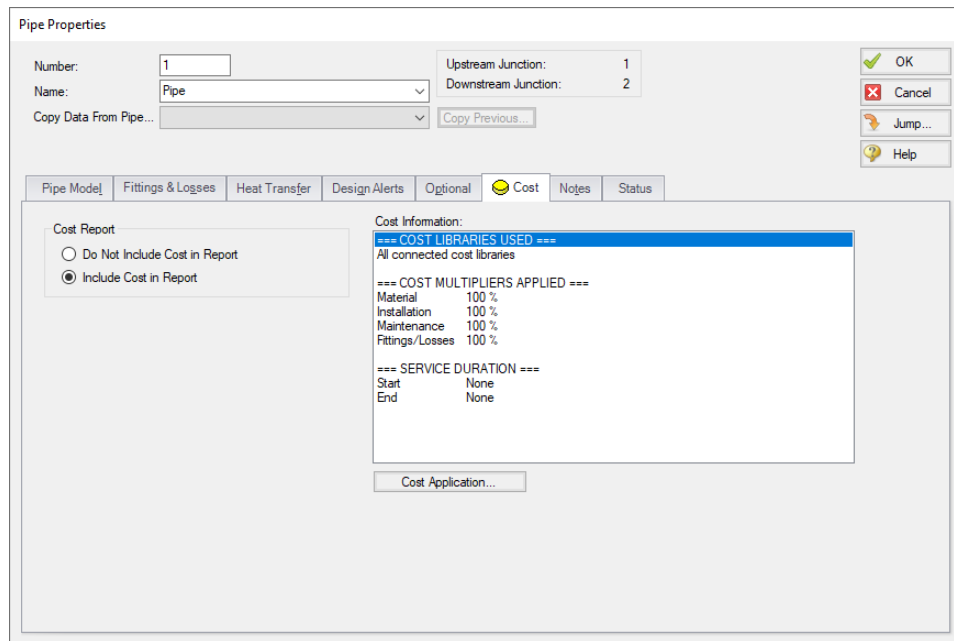 Pipe Properties
Number: 1
Name: Pipe
Copy Data From Pipe...
Copy Previous...
Upstream Junction: 1
Downstream Junction: 2
OK
Cancel
Jump...
Help
Pipe Model Fittings & Losses Heat Transfer Design Alerts Optional Cost Notes Status
Cost Report
Do Not Include Cost in Report
Include Cost in Report
Cost Information:
=== COST LIBRARIES USED ===
All connected cost libraries
=== COST MULTIPLIERS APPLIED ===
Material 100 %
Installation 100 %
Maintenance 100 %
Fittings/Losses 100 %
=== SERVICE DURATION ===
Start None
End None
Cost Application...